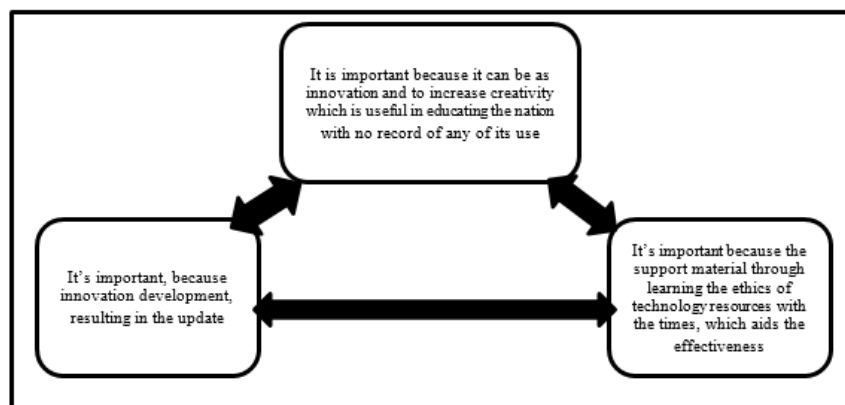 It is important because it can be as
innovation and to increase creativity
which is useful in educating the nation
with no record of any of its use
It's important, because
innovation development,
resulting in the update
It's important because the
support material through
learning the ethics of
technology resources with
the times, which aids the
effectiveness